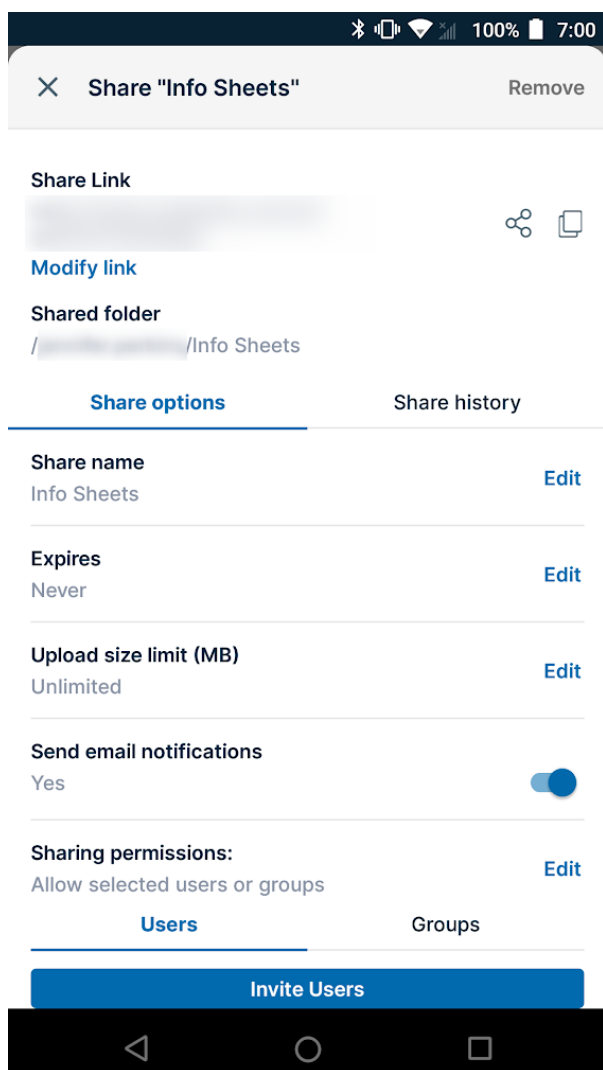 100% 7:00
Share "Info Sheets" Remove
Share Link
Modify link
Shared folder
/ /Info Sheets
Share options Share history
Share name
Info Sheets
Edit
Expires
Never
Edit
Upload size limit (MB)
Unlimited
Edit
Send email notifications
Yes
Sharing permissions:
Allow selected users or groups
Edit
Users Groups
Invite Users